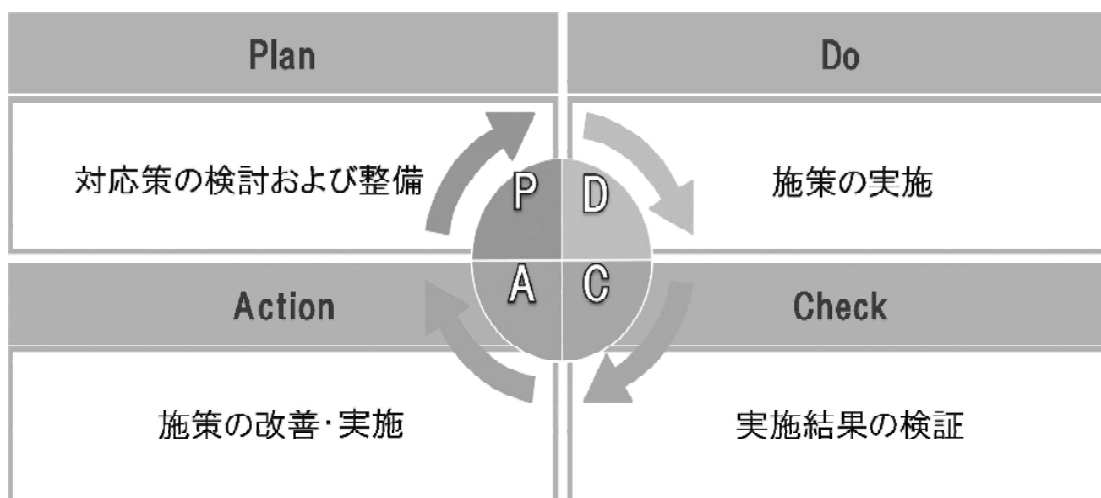 Plan
Do
対応策の検討および整備
施策の実施
P
D
A
C
Action
Check
施策の改善・実施
実施結果の検証